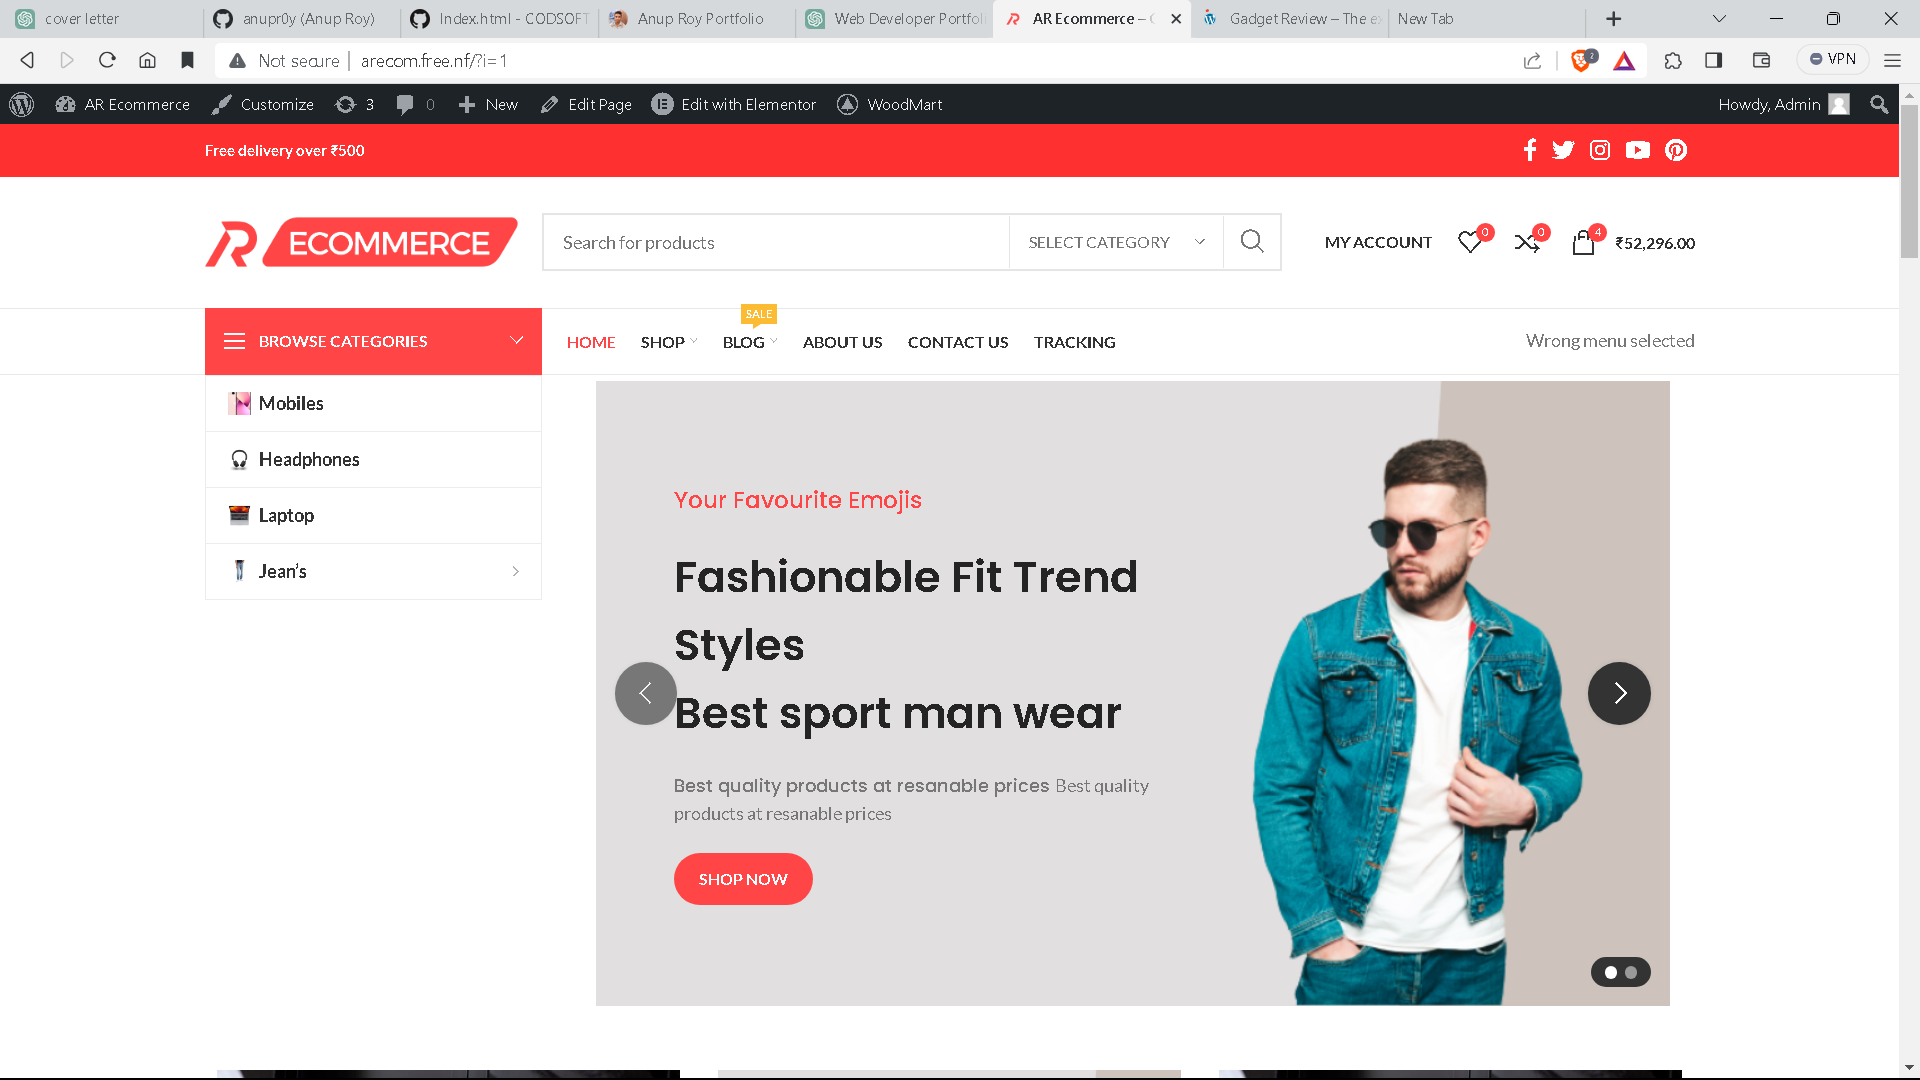 cover letter
anupr0y (Anup Roy)
Index.html - CODSOFT
Anup Roy Portfolio
Web Developer Portfol
AR Ecommerce –
Gadget Review – The e
New Tab
Not secure
arecom.free.nf/?i=1
2
VPN
AR Ecommerce
Customize
3
0
New
Edit Page
Edit with Elementor
WoodMart
Howdy, Admin
Free delivery over ₹500
R ECOMMERCE
Search for products
SELECT CATEGORY
MY ACCOUNT
0
0
4
₹52,296.00
BROWSE CATEGORIES
HOME
SHOP
SALE
BLOG
ABOUT US
CONTACT US
TRACKING
Wrong menu selected
Mobiles
Headphones
Laptop
Jean’s
Your Favourite Emojis
Fashionable Fit Trend
Styles
Best sport man wear
Best quality products at resanable prices Best quality
products at resanable prices
SHOP NOW